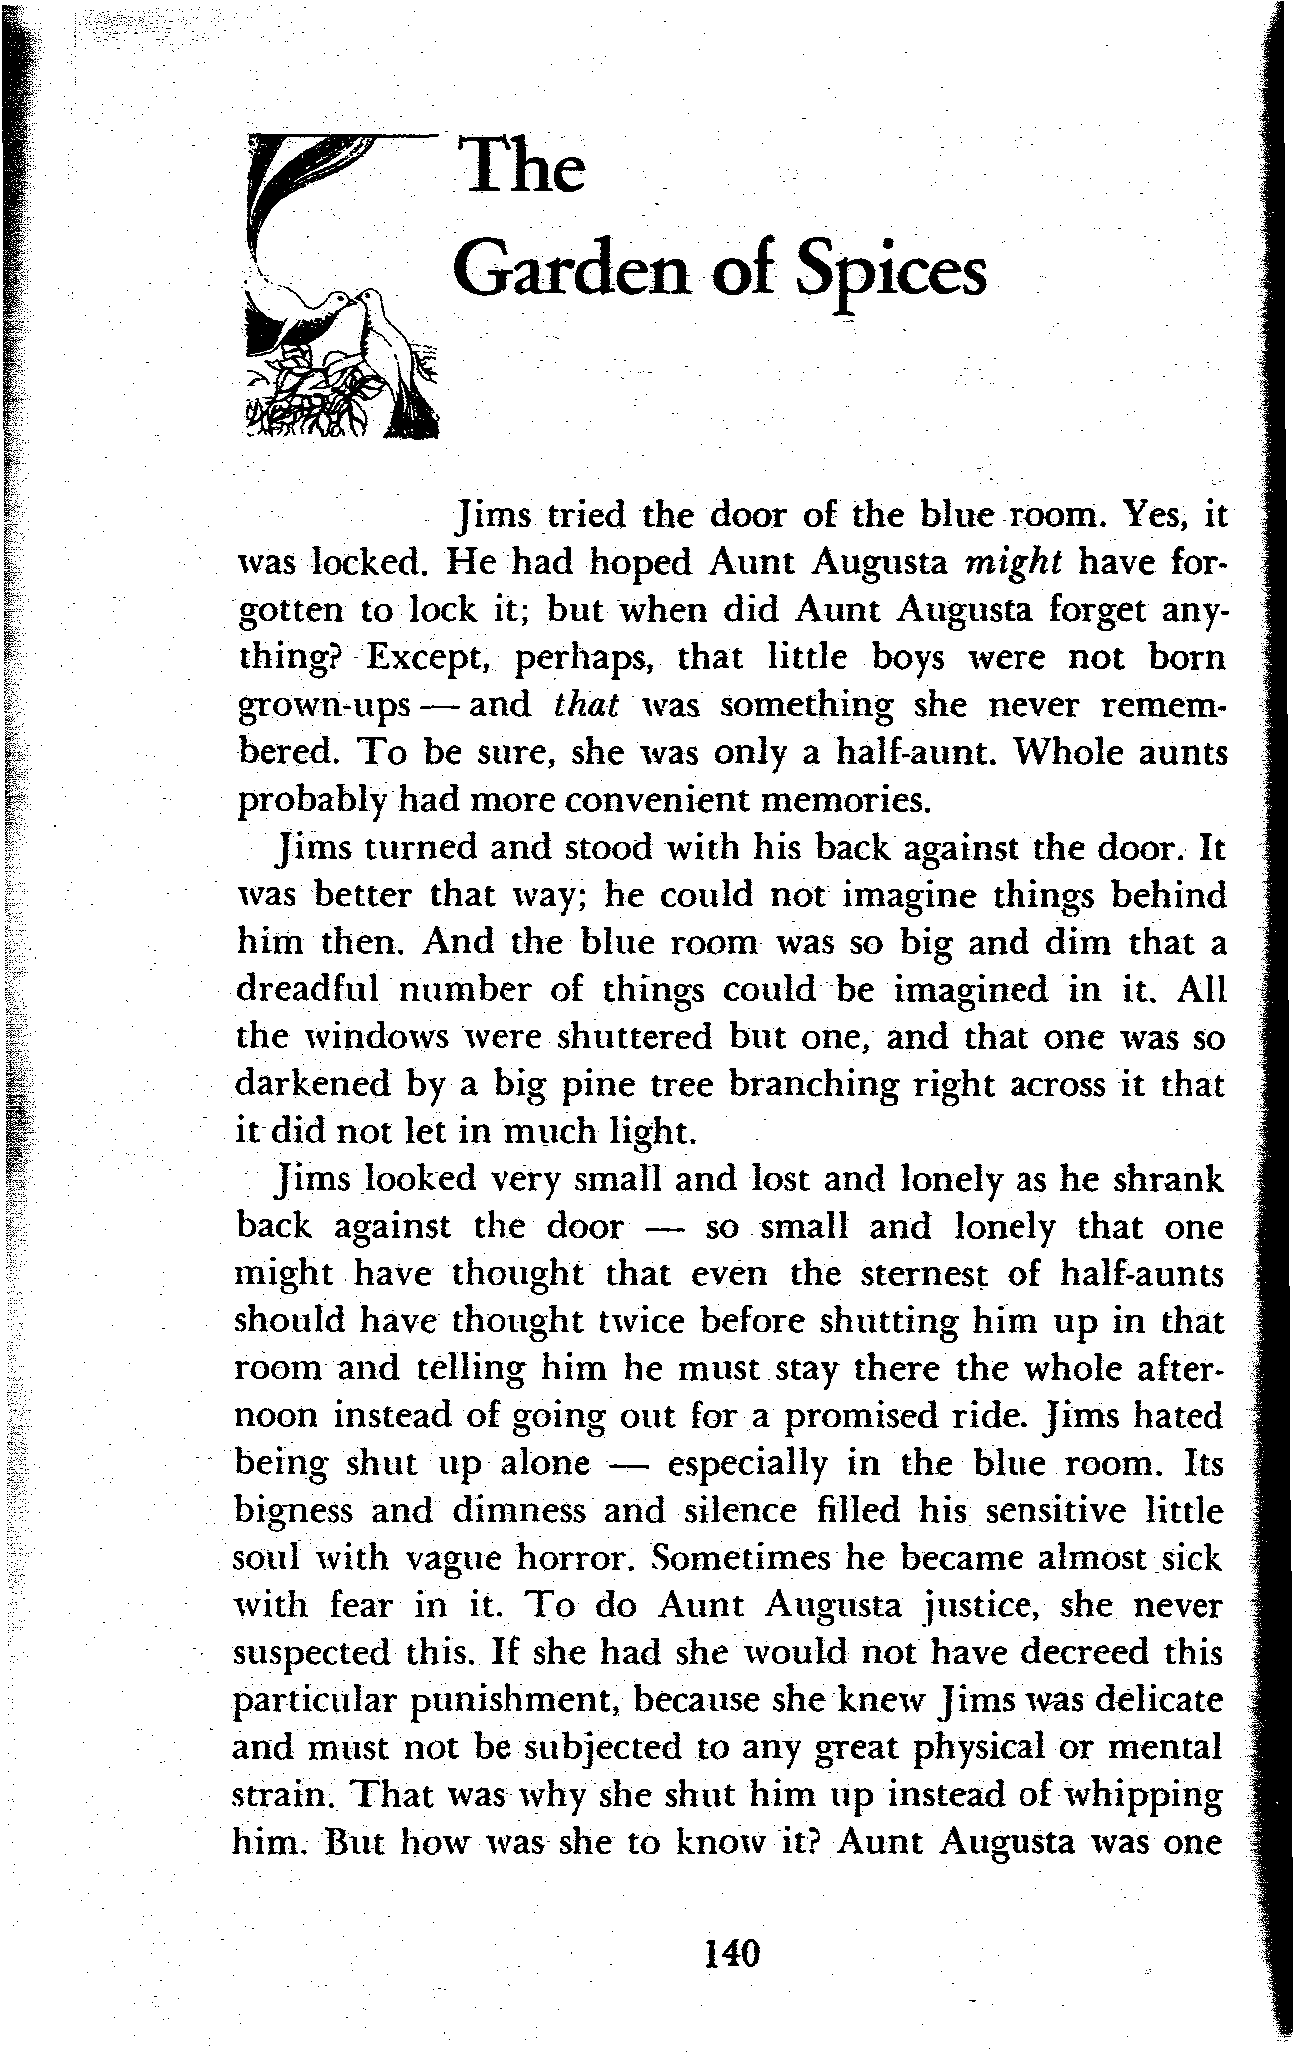 The
Garden of Spices
Jims tried the door of the blue room. Yes, it
was locked. He had hoped Aunt Augusta might have for-
gotten to lock it; but when did Aunt Augusta forget any-
thing? Except, perhaps, that little boys were not born
grown-ups — and that was something she never remem-
bered. To be sure, she was only a half-aunt. Whole aunts
probably had more convenient memories.
Jims turned and stood with his back against the door. It
was better that way; he could not imagine things behind
him then. And the blue room was so big and dim that a
dreadful number of things could be imagined in it. All
the windows were shuttered but one, and that one was so
darkened by a big pine tree branching right across it that
it did not let in much light.
Jims looked very small and lost and lonely as he shrank
back against the door — so small and lonely that one
might have thought that even the sternest of half-aunts
should have thought twice before shutting him up in that
room and telling him he must stay there the whole after-
noon instead of going out for a promised ride. Jims hated
being shut up alone — especially in the blue room. Its
bigness and dimness and silence filled his sensitive little
soul with vague horror. Sometimes he became almost sick
with fear in it. To do Aunt Augusta justice, she never
suspected this. If she had she would not have decreed this
particular punishment, because she knew Jims was delicate
and must not be subjected to any great physical or mental
strain. That was why she shut him up instead of whipping
him. But how was she to know it? Aunt Augusta was one
140